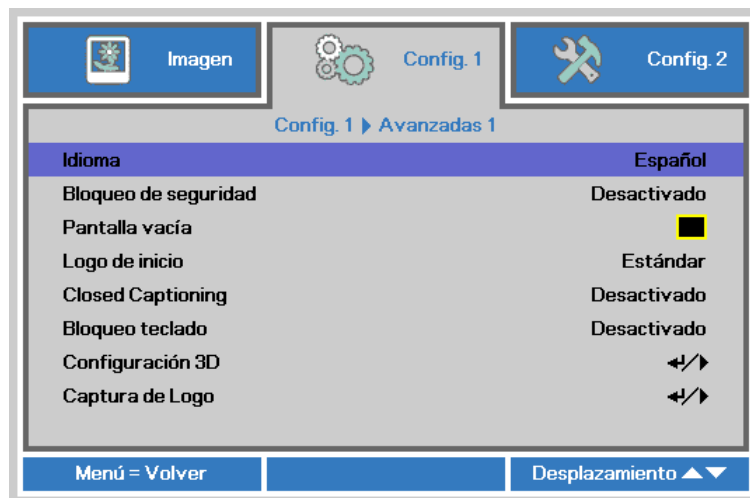 Imagen Config. 1 Config. 2
Config. 1 Avanzadas 1
Idioma Español
Bloqueo de seguridad Desactivado
Pantalla vacía
Logo de inicio Estándar
Closed Captioning Desactivado
Bloqueo teclado Desactivado
Configuración 3D
Captura de Logo
Menú = Volver Desplazamiento